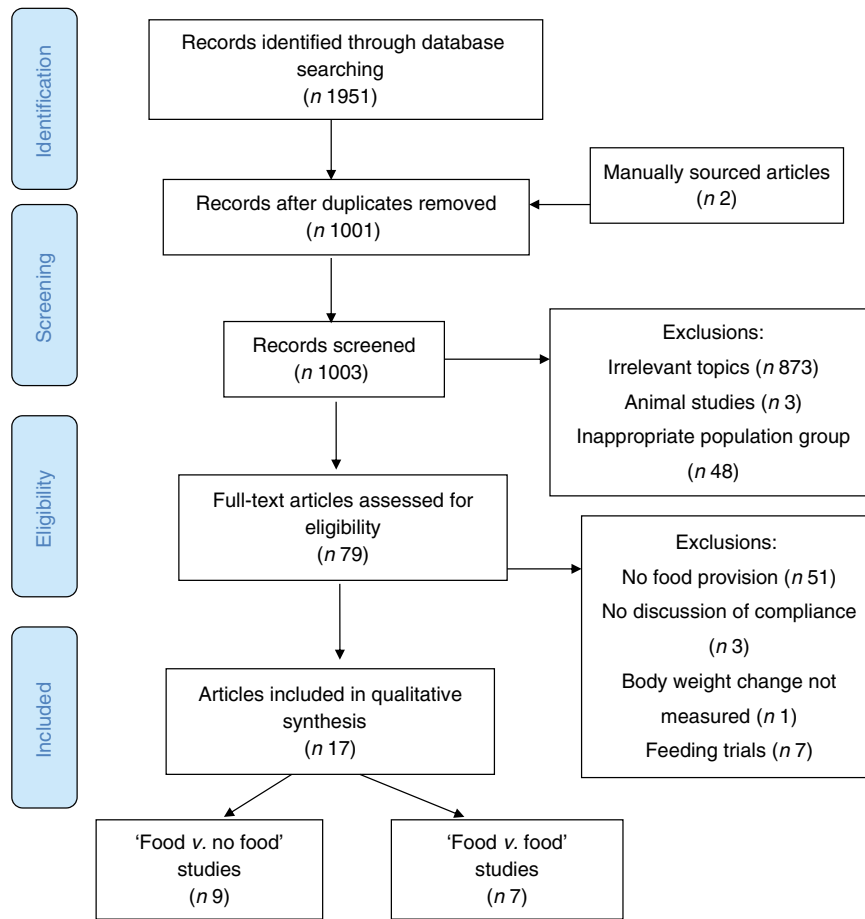 Identification
Records identified through database
searching
(n 1951)
Manually sourced articles
(n 2)
Records after duplicates removed
(n 1001)
Screening
Records screened
(n 1003)
Exclusions:
Irrelevant topics (n 873)
Animal studies (n 3)
Inappropriate population group
(n 48)
Eligibility
Full-text articles assessed for
eligibility
(n 79)
Exclusions:
No food provision (n 51)
No discussion of compliance
(n 3)
Body weight change not
measured (n 1)
Feeding trials (n 7)
Included
Articles included in qualitative
synthesis
(n 17)
‘Food v. no food’
studies
(n 9)
‘Food v. food’
studies
(n 7)